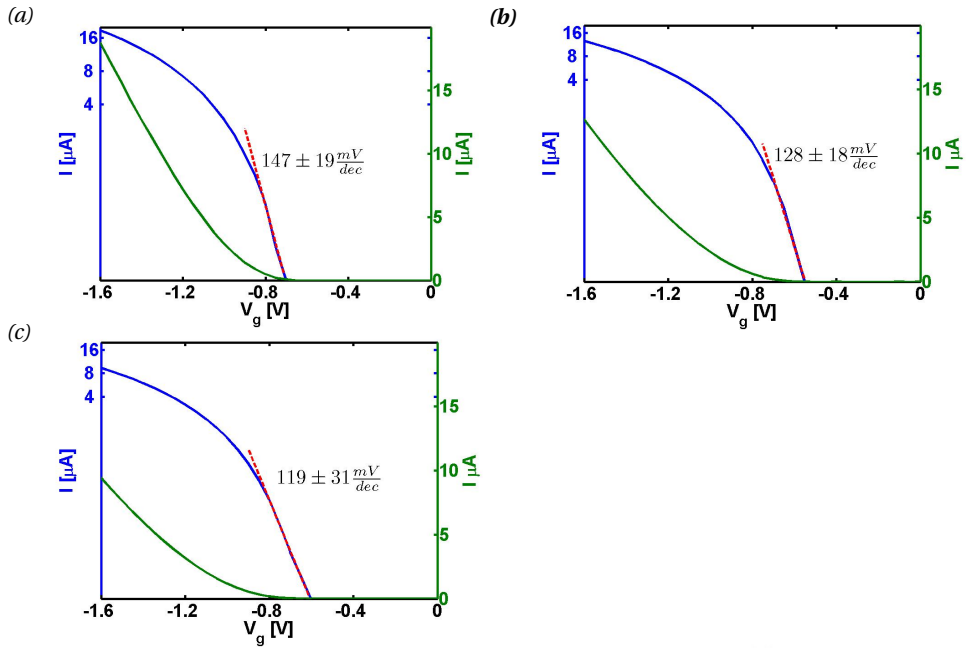 (a)
16
8
4
I [µA]
147 ± 19 mV/dec
15
10
5
0
I [µA]
-1.6 -1.2 -0.8 -0.4 0
V_g [V]
(b)
16
8
4
I [µA]
128 ± 18 mV/dec
15
10
5
0
I µA
-1.6 -1.2 -0.8 -0.4 0
V_g [V]
(c)
16
8
4
I [µA]
119 ± 31 mV/dec
15
10
5
0
I µA
-1.6 -1.2 -0.8 -0.4 0
V_g [V]